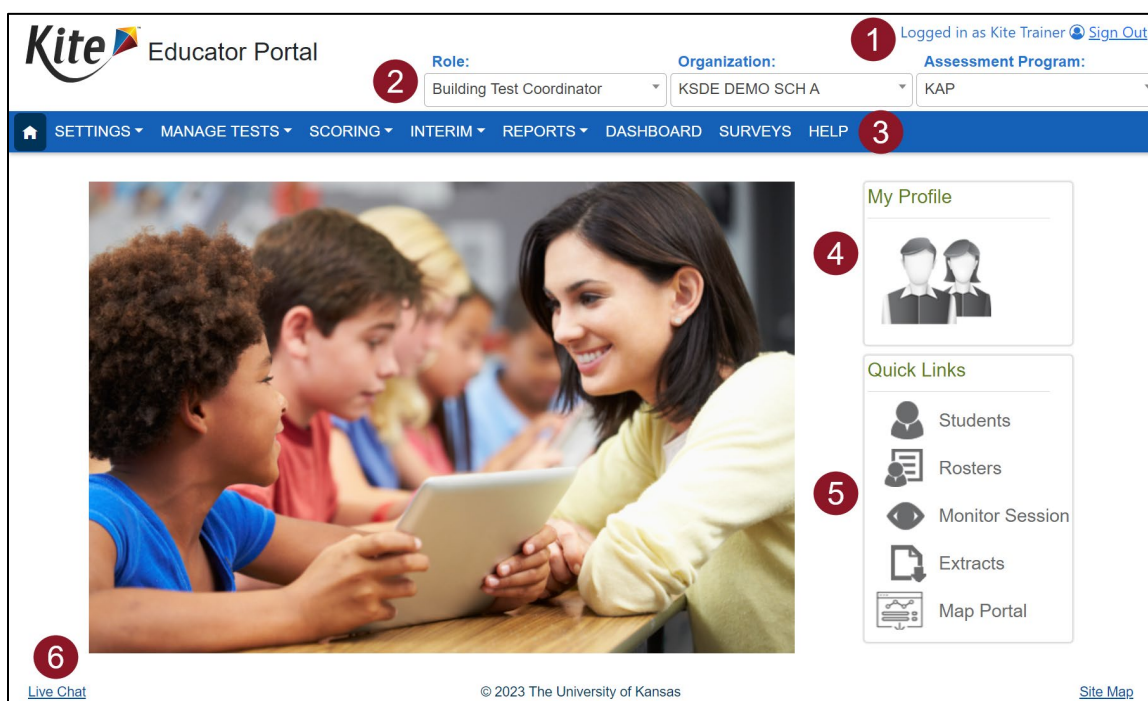 Kite Educator Portal
1 Logged in as Kite Trainer Sign Out
2 Role: Organization: Assessment Program:
Building Test Coordinator KSDE DEMO SCH A KAP
SETTINGS MANAGE TESTS SCORING INTERIM REPORTS DASHBOARD SURVEYS HELP 3
My Profile
4
Quick Links
Students
Rosters
5
Monitor Session
Extracts
Map Portal
6
Live Chat © 2023 The University of Kansas Site Map